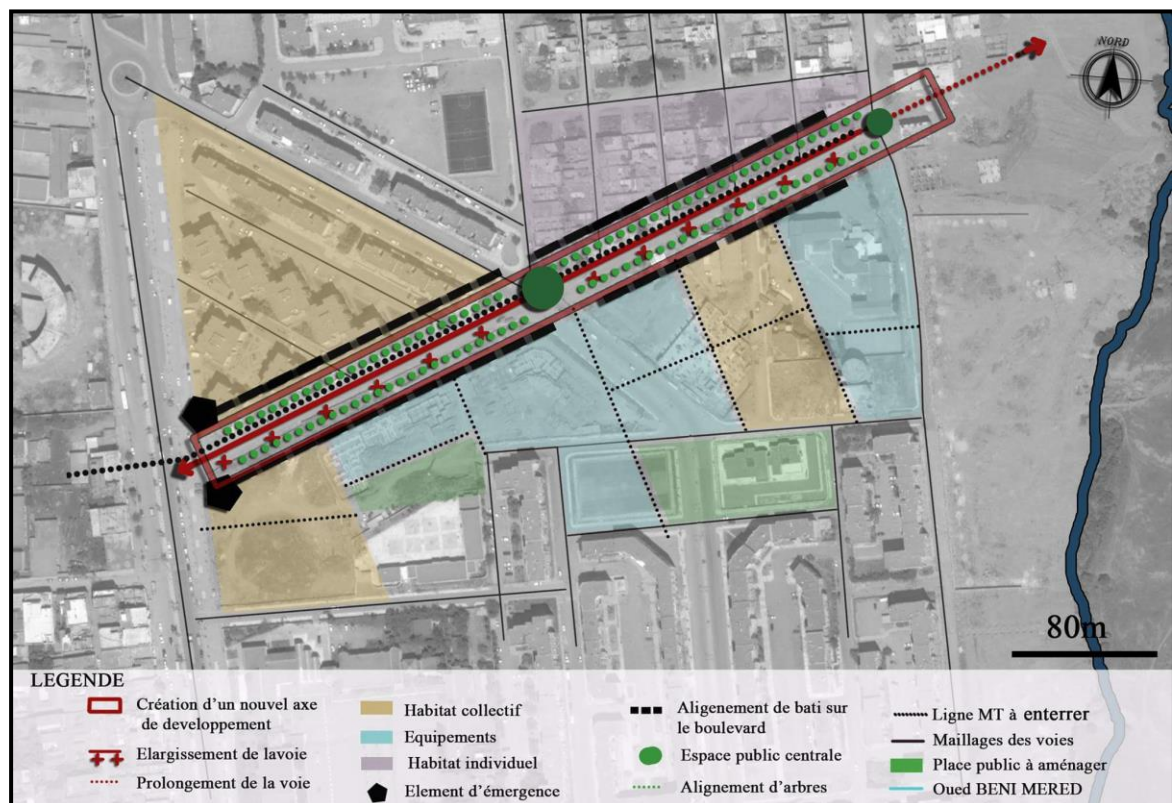 NORD
80m
LEGENDE
Création d'un nouvel axe
de developpement
Elargissement de lavoie
Prolongement de la voie
Habitat collectif
Equipements
Habitat individuel
Element d'émergence
Aligenement de bati sur
le boulevard
Espace public centrale
Alignement d'arbres
Ligne MT à enterrer
Maillages des voies
Place public à aménager
Oued BENI MERED